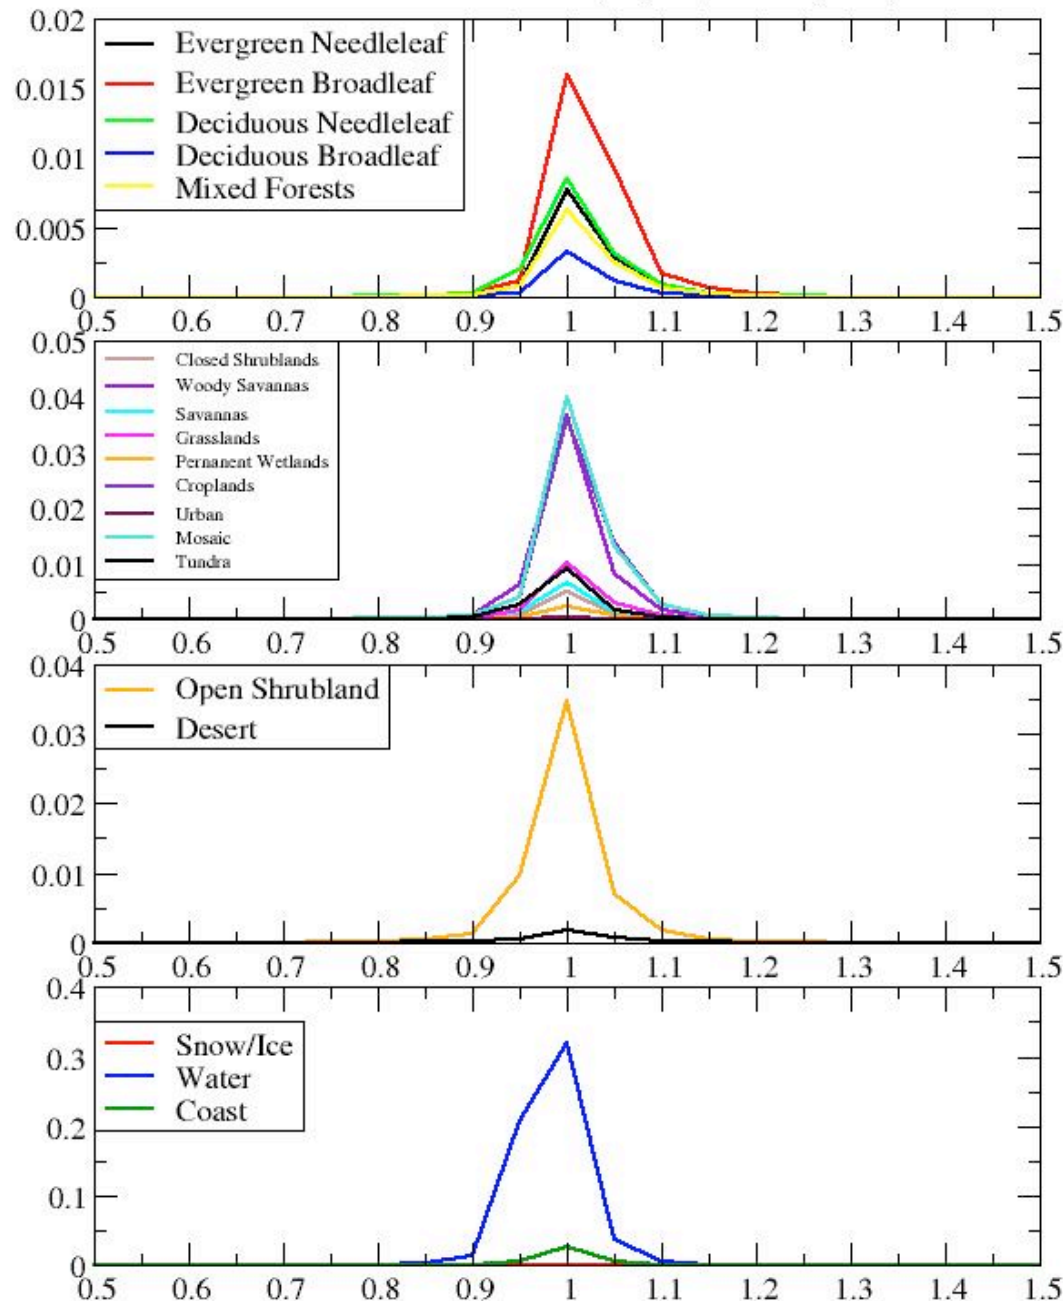 0.02
0.015
0.01
0.005
0
Evergreen Needleleaf
Evergreen Broadleaf
Deciduous Needleleaf
Deciduous Broadleaf
Mixed Forests
0.5 0.6 0.7 0.8 0.9 1 1.1 1.2 1.3 1.4 1.5
0.05
0.04
0.03
0.02
0.01
0
Closed Shrublands
Woody Savannas
Savannas
Grasslands
Pernanent Wetlands
Croplands
Urban
Mosaic
Tundra
0.5 0.6 0.7 0.8 0.9 1 1.1 1.2 1.3 1.4 1.5
0.04
0.03
0.02
0.01
0
Open Shrubland
Desert
0.5 0.6 0.7 0.8 0.9 1 1.1 1.2 1.3 1.4 1.5
0.4
0.3
0.2
0.1
0
Snow/Ice
Water
Coast
0.5 0.6 0.7 0.8 0.9 1 1.1 1.2 1.3 1.4 1.5